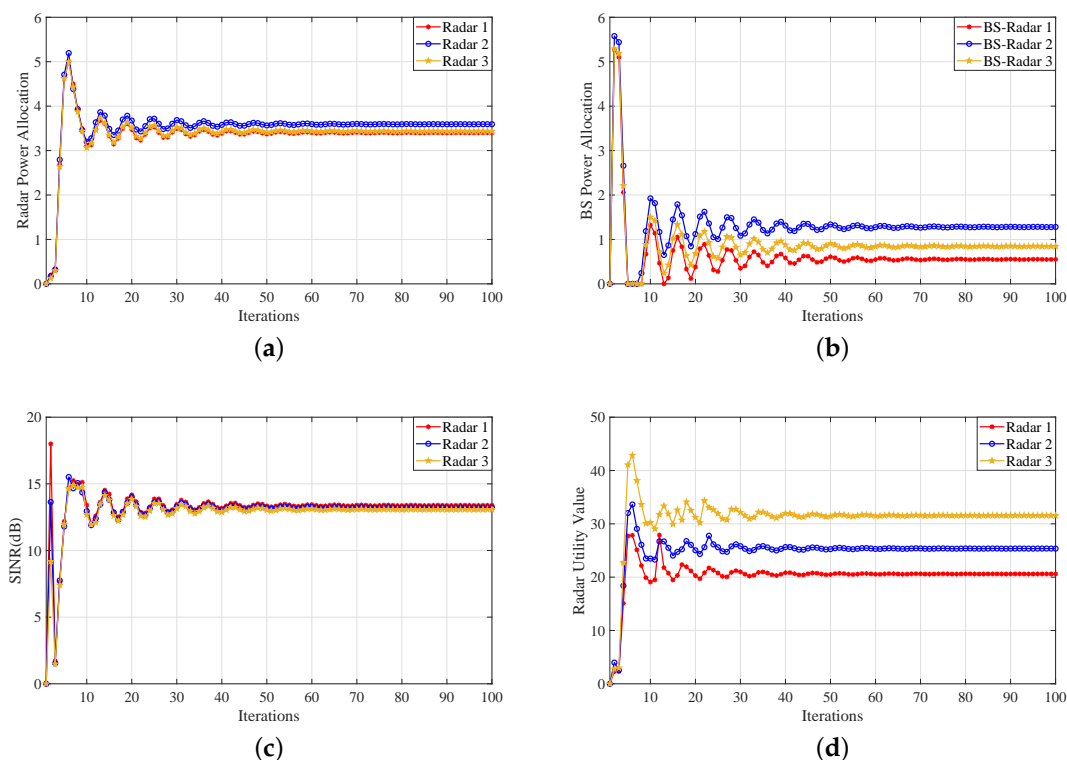 6
5
4
3
2
1
0
Radar Power Allocation
Radar 1
Radar 2
Radar 3
10 20 30 40 50 60 70 80 90 100
Iterations
(a)
6
5
4
3
2
1
0
BS Power Allocation
BS-Radar 1
BS-Radar 2
BS-Radar 3
10 20 30 40 50 60 70 80 90 100
Iterations
(b)
20
15
10
5
0
SINR(dB)
Radar 1
Radar 2
Radar 3
10 20 30 40 50 60 70 80 90 100
Iterations
(c)
50
40
30
20
10
0
Radar Utility Value
Radar 1
Radar 2
Radar 3
10 20 30 40 50 60 70 80 90 100
Iterations
(d)